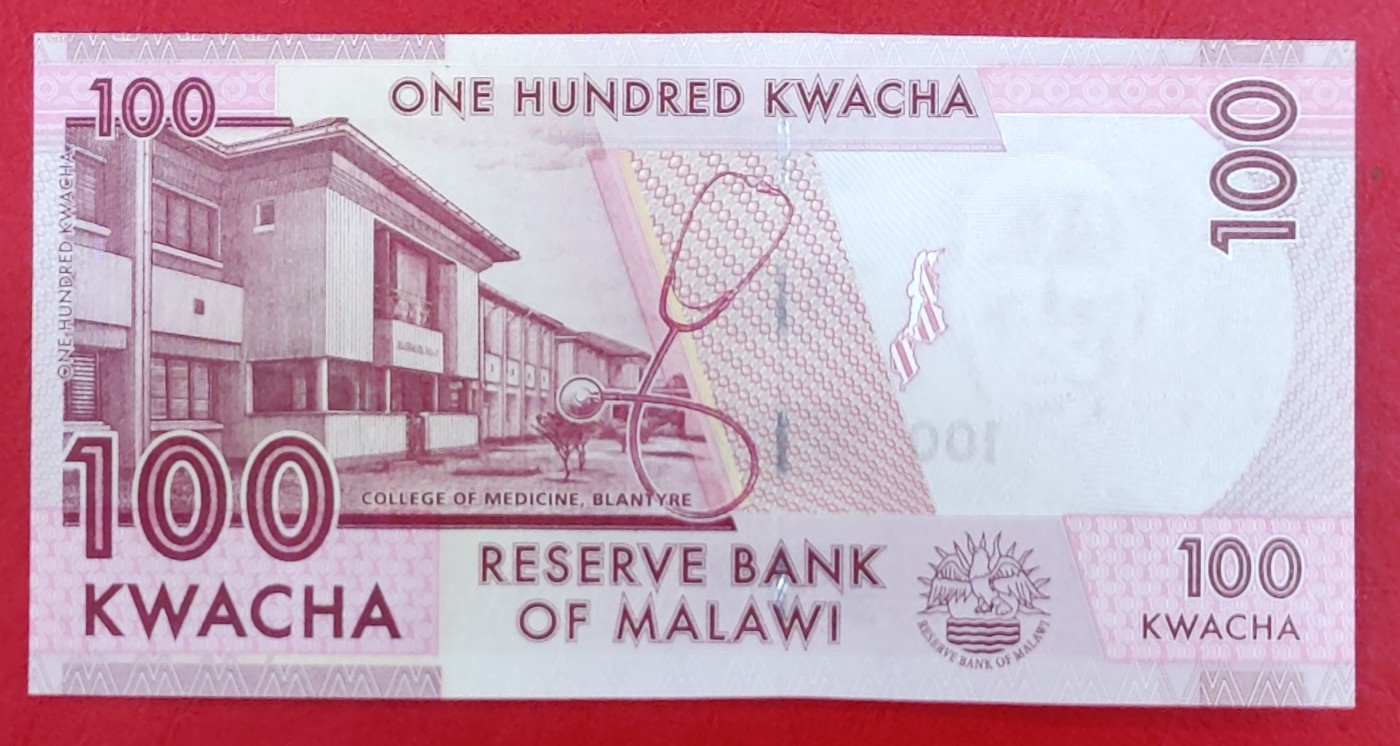 100
ONE HUNDRED KWACHA
100
ONE HUNDRED KWACHA
COLLEGE OF MEDICINE, BLANTYRE
100
KWACHA
RESERVE BANK
OF MALAWI
RESERVE BANK OF MALAWI
100
KWACHA
100